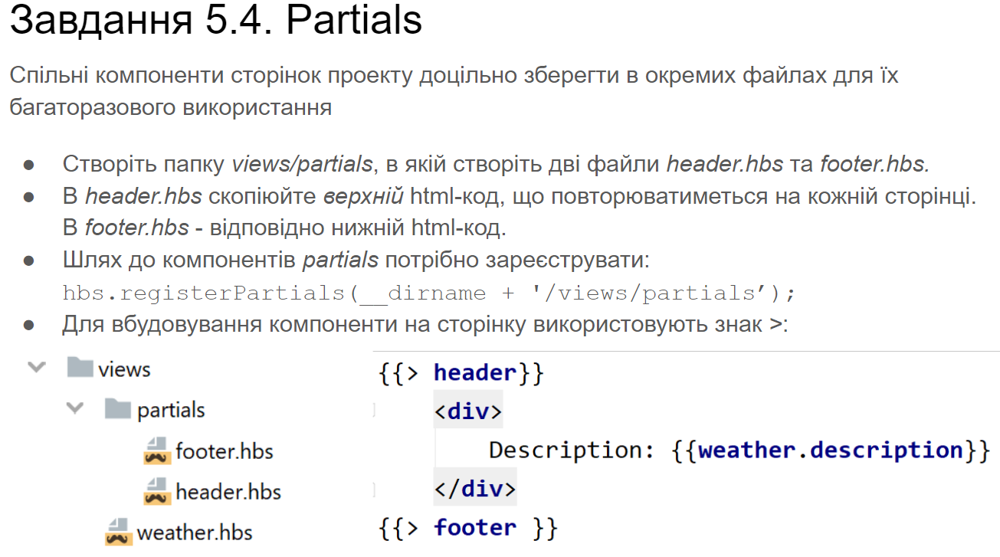 Завдання 5.4. Partials
Спільні компоненти сторінок проекту доцільно зберегти в окремих файлах для їх
багаторазового використання
● Створіть папку views/partials, в якій створіть дві файли header.hbs та footer.hbs.
● В header.hbs скопіюйте верхній html-код, що повторюватиметься на кожній сторінці.
В footer.hbs - відповідно нижній html-код.
● Шлях до компонентів partials потрібно зареєструвати:
hbs.registerPartials(__dirname + '/views/partials’);
● Для вбудовування компоненти на сторінку використовують знак >:
views
partials
footer.hbs
header.hbs
weather.hbs
{{> header}}
<div>
Description: {{weather.description}}
</div>
{{> footer }}